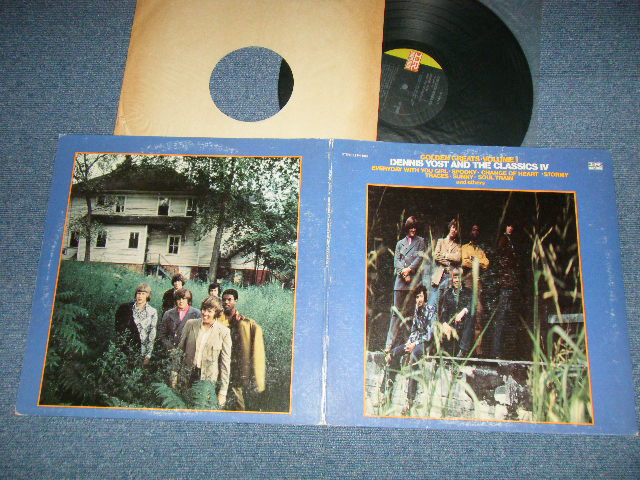 GOLDEN GREATS · VOLUME 1
DENNIS YOST AND THE CLASSICS IV
EVERYDAY WITH YOU GIRL · SPOOKY · CHANGE OF HEART · STORMY
TRACES · SUNNY · SOUL TRAIN
and others